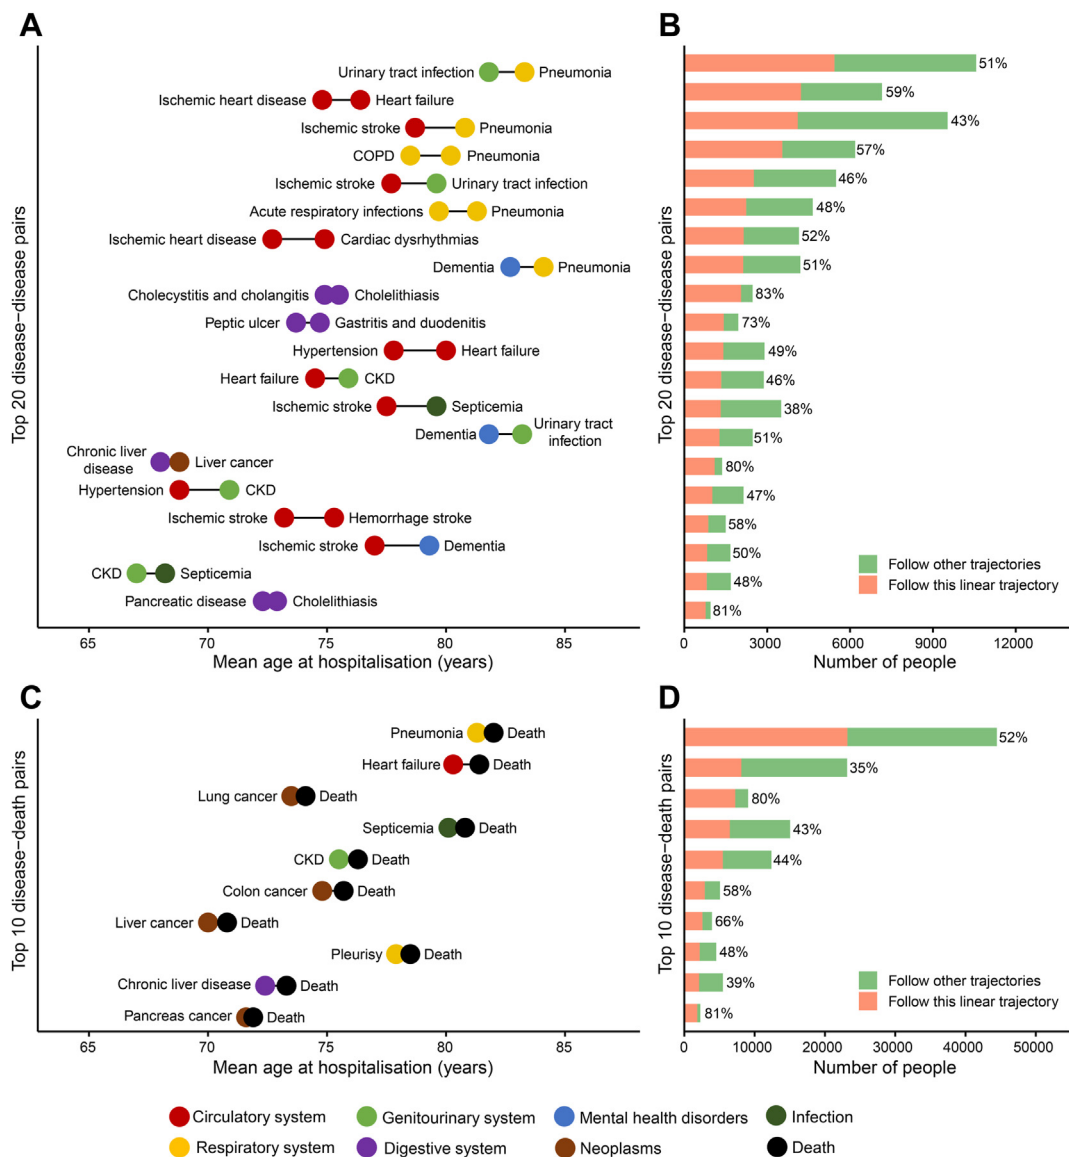 A
Top 20 disease−disease pairs
Urinary tract infection Pneumonia
Ischemic heart disease Heart failure
Ischemic stroke Pneumonia
COPD Pneumonia
Ischemic stroke Urinary tract infection
Acute respiratory infections Pneumonia
Ischemic heart disease Cardiac dysrhythmias
Dementia Pneumonia
Cholecystitis and cholangitis Cholelithiasis
Peptic ulcer Gastritis and duodenitis
Hypertension Heart failure
Heart failure CKD
Ischemic stroke Septicemia
Dementia Urinary tract
infection
Chronic liver
disease Liver cancer
Hypertension CKD
Ischemic stroke Hemorrhage stroke
Ischemic stroke Dementia
CKD Septicemia
Pancreatic disease Cholelithiasis
65 70 75 80 85
Mean age at hospitalisation (years)
B
Top 20 disease−disease pairs
51%
59%
43%
57%
46%
48%
52%
51%
83%
73%
49%
46%
38%
51%
80%
47%
58%
50%
48%
81%
Follow other trajectories
Follow this linear trajectory
0 3000 6000 9000 12000
Number of people
C
Top 10 disease−death pairs
Pneumonia Death
Heart failure Death
Lung cancer Death
Septicemia Death
CKD Death
Colon cancer Death
Liver cancer Death
Pleurisy Death
Chronic liver disease Death
Pancreas cancer Death
65 70 75 80 85
Mean age at hospitalisation (years)
D
Top 10 disease−death pairs
52%
35%
80%
43%
44%
58%
66%
48%
39%
81%
Follow other trajectories
Follow this linear trajectory
0 10000 20000 30000 40000 50000
Number of people
Circulatory system Genitourinary system Mental health disorders Infection
Respiratory system Digestive system Neoplasms Death